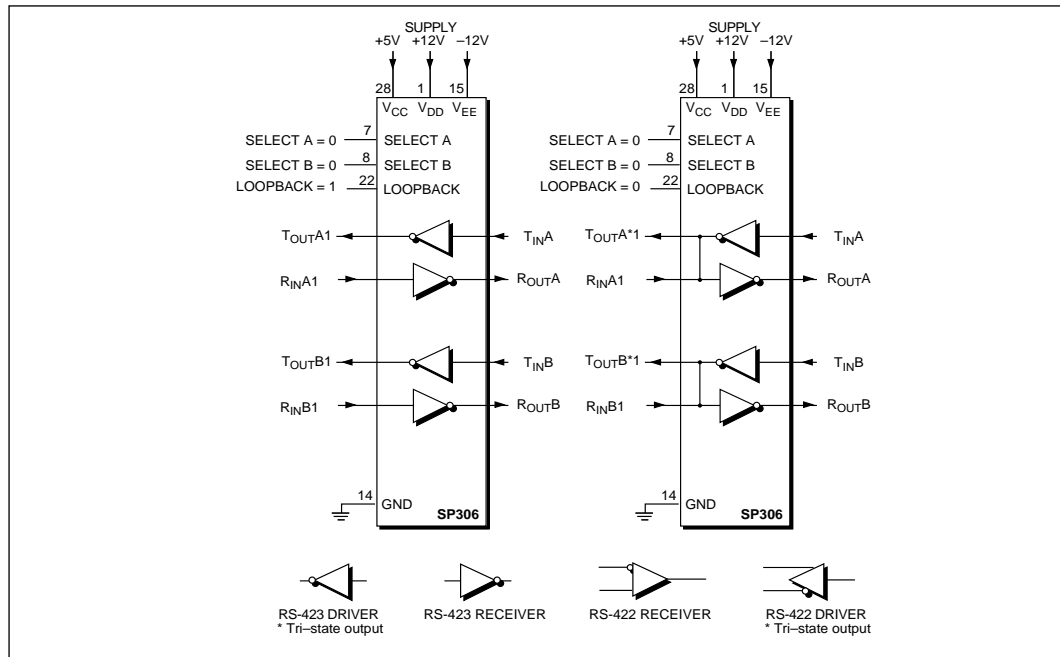 SUPPLY
+5V +12V –12V
28 1 15
VCC VDD VEE
SELECT A = 0 7 SELECT A
SELECT B = 0 8 SELECT B
LOOPBACK = 1 22 LOOPBACK
TOUTA1 TINA
RINA1 ROUTA
TOUTB1 TINB
RINB1 ROUTB
14 GND
SP306
SUPPLY
+5V +12V –12V
28 1 15
VCC VDD VEE
SELECT A = 0 7 SELECT A
SELECT B = 0 8 SELECT B
LOOPBACK = 0 22 LOOPBACK
TOUTA*1 TINA
RINA1 ROUTA
TOUTB*1 TINB
RINB1 ROUTB
14 GND
SP306
RS-423 DRIVER
* Tri–state output
RS-423 RECEIVER
RS-422 RECEIVER
RS-422 DRIVER
* Tri–state output